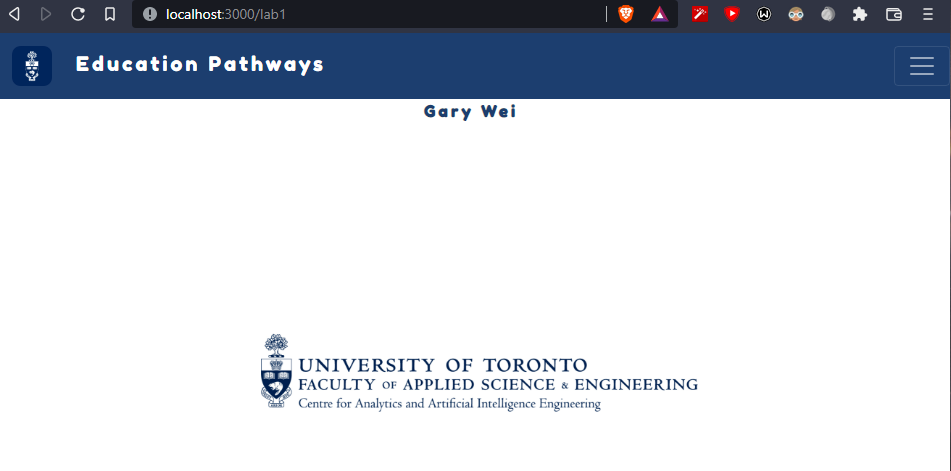 localhost:3000/lab1
Education Pathways
Gary Wei
UNIVERSITY OF TORONTO
FACULTY OF APPLIED SCIENCE & ENGINEERING
Centre for Analytics and Artificial Intelligence Engineering